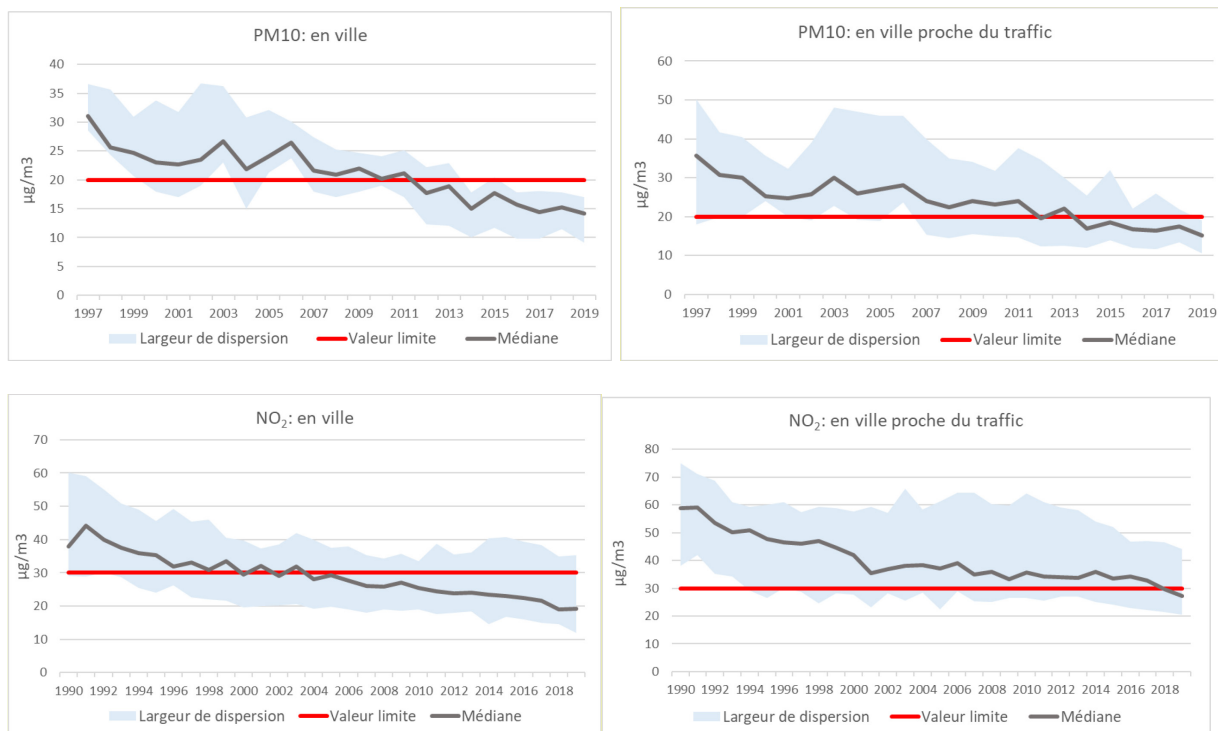 PM10: en ville
µg/m3
40
35
30
25
20
15
10
5
0
1997 1999 2001 2003 2005 2007 2009 2011 2013 2015 2017 2019
Largeur de dispersion Valeur limite Médiane
PM10: en ville proche du traffic
µg/m3
60
50
40
30
20
10
0
1997 1999 2001 2003 2005 2007 2009 2011 2013 2015 2017 2019
Largeur de dispersion Valeur limite Médiane
NO₂: en ville
µg/m3
70
60
50
40
30
20
10
0
1990 1992 1994 1996 1998 2000 2002 2004 2006 2008 2010 2012 2014 2016 2018
Largeur de dispersion Valeur limite Médiane
NO₂: en ville proche du traffic
µg/m3
80
70
60
50
40
30
20
10
0
1990 1992 1994 1996 1998 2000 2002 2004 2006 2008 2010 2012 2014 2016 2018
Largeur de dispersion Valeur limite Médiane